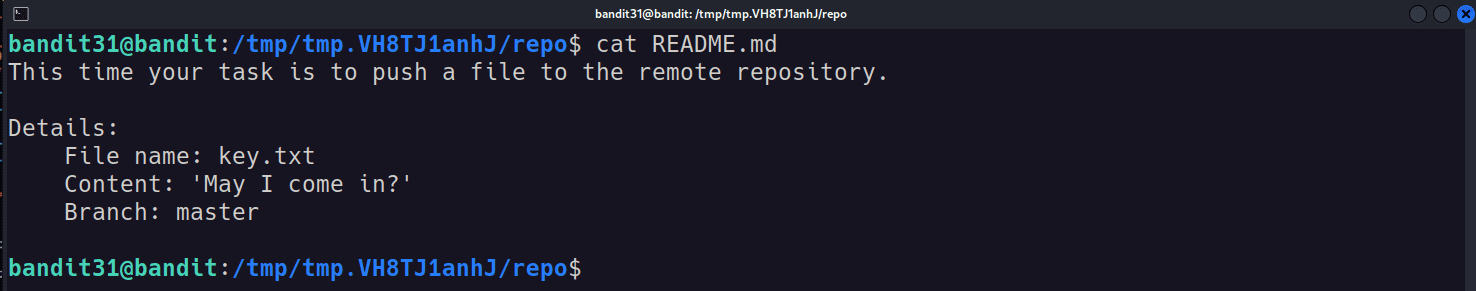 bandit31@bandit: /tmp/tmp.VH8TJ1anhJ/repo
bandit31@bandit:/tmp/tmp.VH8TJ1anhJ/repo$ cat README.md
This time your task is to push a file to the remote repository.
Details:
File name: key.txt
Content: 'May I come in?'
Branch: master
bandit31@bandit:/tmp/tmp.VH8TJ1anhJ/repo$